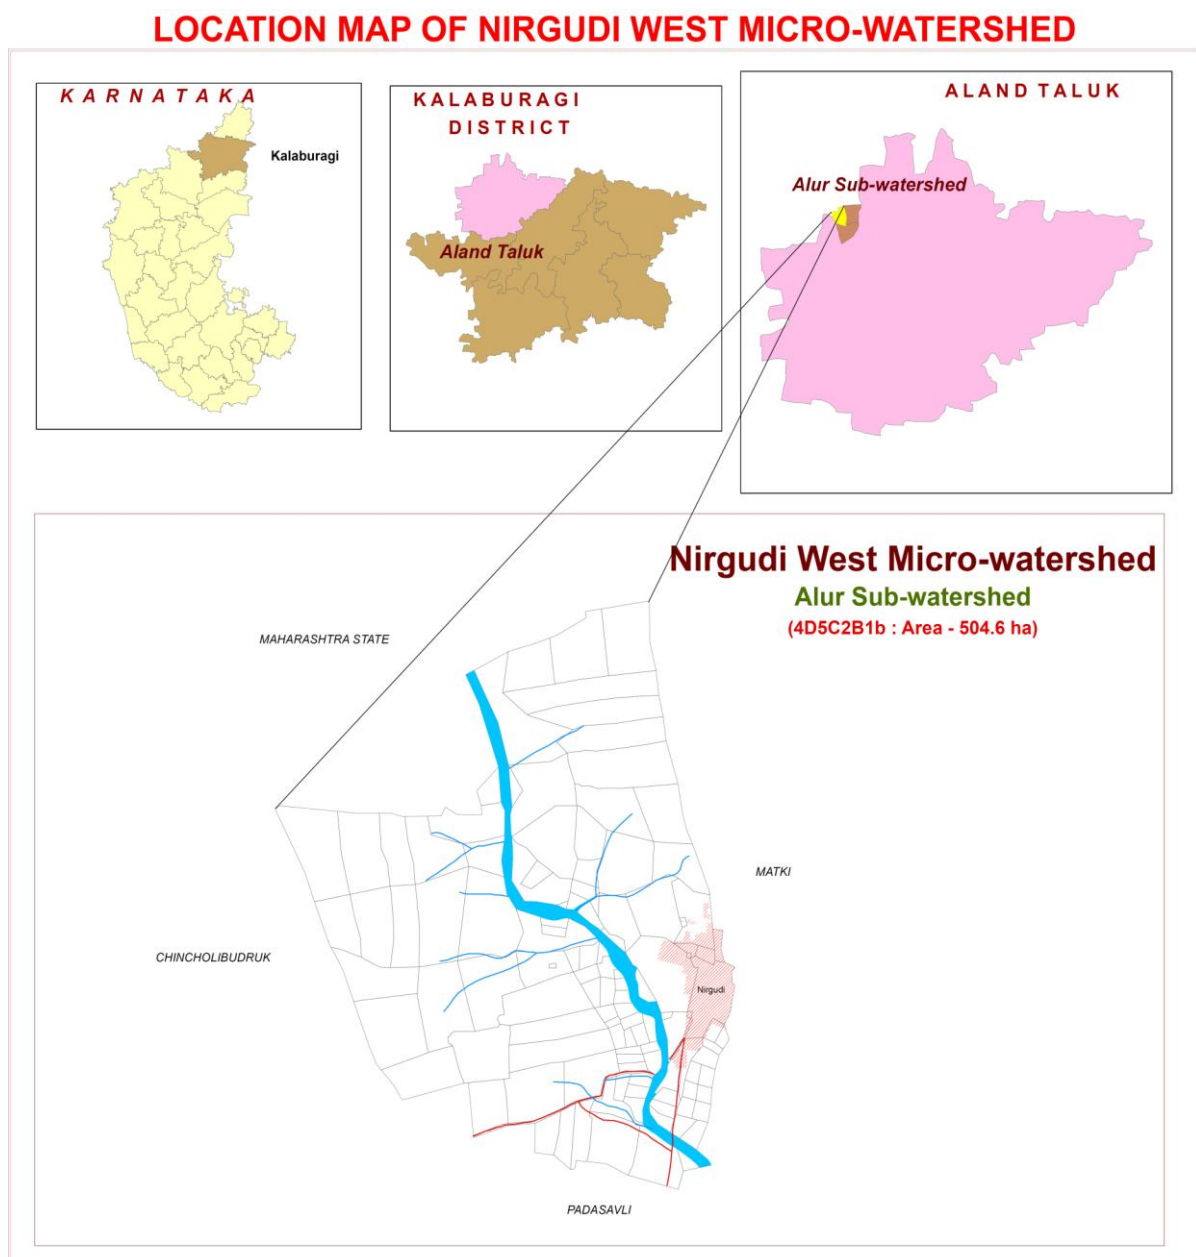 LOCATION MAP OF NIRGUDI WEST MICRO-WATERSHED
KARNATAKA
Kalaburagi
KALABURAGI
DISTRICT
Aland Taluk
ALAND TALUK
Alur Sub-watershed
Nirgudi West Micro-watershed
Alur Sub-watershed
(4D5C2B1b : Area - 504.6 ha)
MAHARASHTRA STATE
MATKI
CHINCHOLIBUDRUK
Nirgudi
PADASAVLI